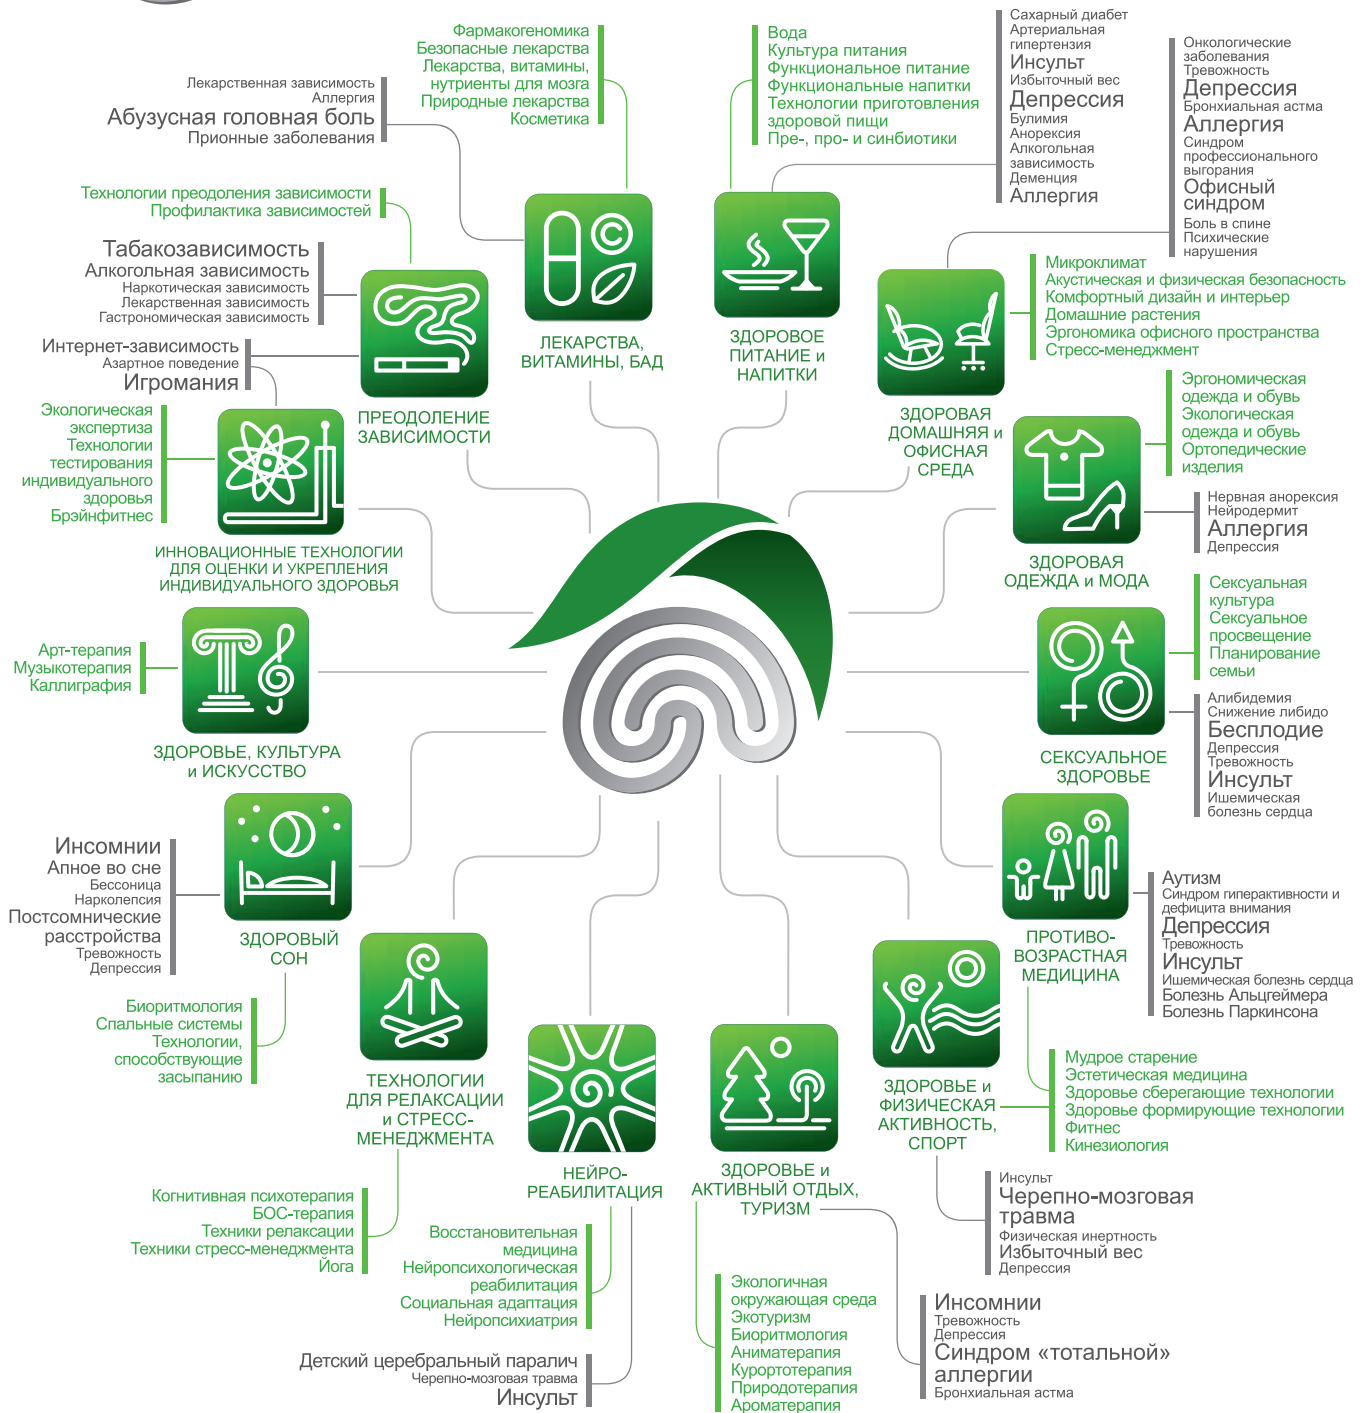 Фармакогеномика
Безопасные лекарства
Лекарства, витамины,
нутриенты для мозга
Природные лекарства
Косметика
Вода
Культура питания
Функциональное питание
Функциональные напитки
Технологии приготовления
здоровой пищи
Пре-, про- и синбиотики
Сахарный диабет
Артериальная
гипертензия
Инсульт
Избыточный вес
Депрессия
Булимия
Анорексия
Алкогольная
зависимость
Деменция
Аллергия
Онкологические
заболевания
Тревожность
Депрессия
Бронхиальная астма
Аллергия
Синдром
профессионального
выгорания
Офисный
синдром
Боль в спине
Психические
нарушения
Лекарственная зависимость
Аллергия
Абузусная головная боль
Прионные заболевания
Технологии преодоления зависимости
Профилактика зависимостей
Табакозависимость
Алкогольная зависимость
Наркотическая зависимость
Лекарственная зависимость
Гастрономическая зависимость
Интернет-зависимость
Азартное поведение
Игромания
ЛЕКАРСТВА,
ВИТАМИНЫ, БАД
ЗДОРОВОЕ
ПИТАНИЕ и
НАПИТКИ
Микроклимат
Акустическая и физическая безопасность
Комфортный дизайн и интерьер
Домашние растения
Эргономика офисного пространства
Стресс-менеджмент
ПРЕОДОЛЕНИЕ
ЗАВИСИМОСТИ
ЗДОРОВАЯ
ДОМАШНЯЯ и
ОФИСНАЯ
СРЕДА
Эргономическая
одежда и обувь
Экологическая
одежда и обувь
Ортопедические
изделия
Экологическая
экспертиза
Технологии
тестирования
индивидуального
здоровья
Брэйнфитнес
Нервная анорексия
Нейродермит
Аллергия
Депрессия
ИННОВАЦИОННЫЕ ТЕХНОЛОГИИ
ДЛЯ ОЦЕНКИ И УКРЕПЛЕНИЯ
ИНДИВИДУАЛЬНОГО ЗДОРОВЬЯ
ЗДОРОВАЯ
ОДЕЖДА и МОДА
Сексуальная
культура
Сексуальное
просвещение
Планирование
семьи
Арт-терапия
Музыкотерапия
Каллиграфия
Алибидемия
Снижение либидо
Бесплодие
Депрессия
Тревожность
Инсульт
Ишемическая
болезнь сердца
ЗДОРОВЬЕ, КУЛЬТУРА
и ИСКУССТВО
СЕКСУАЛЬНОЕ
ЗДОРОВЬЕ
Инсомнии
Апное во сне
Бессоница
Нарколепсия
Постсомнические
расстройства
Тревожность
Депрессия
ЗДОРОВЫЙ
СОН
ПРОТИВО-
ВОЗРАСТНАЯ
МЕДИЦИНА
Аутизм
Синдром гиперактивности и
дефицита внимания
Депрессия
Тревожность
Инсульт
Ишемическая болезнь сердца
Болезнь Альцгеймера
Болезнь Паркинсона
Биоритмология
Спальные системы
Технологии,
способствующие
засыпанию
Мудрое старение
Эстетическая медицина
Здоровье сберегающие технологии
Здоровье формирующие технологии
Фитнес
Кинезиология
ТЕХНОЛОГИИ
ДЛЯ РЕЛАКСАЦИИ
и СТРЕСС-
МЕНЕДЖМЕНТА
ЗДОРОВЬЕ и
ФИЗИЧЕСКАЯ
АКТИВНОСТЬ,
СПОРТ
НЕЙРО-
РЕАБИЛИТАЦИЯ
ЗДОРОВЬЕ и
АКТИВНЫЙ ОТДЫХ,
ТУРИЗМ
Инсульт
Черепно-мозговая
травма
Физическая инертность
Избыточный вес
Депрессия
Когнитивная психотерапия
БОС-терапия
Техники релаксации
Техники стресс-менеджмента
Йога
Восстановительная
медицина
Нейропсихологическая
реабилитация
Социальная адаптация
Нейропсихиатрия
Детский церебральный паралич
Черепно-мозговая травма
Инсульт
Экологичная
окружающая среда
Экотуризм
Биоритмология
Аниматерапия
Курортотерапия
Природотерапия
Ароматерапия
Инсомнии
Тревожность
Депрессия
Синдром «тотальной»
аллергии
Бронхиальная астма